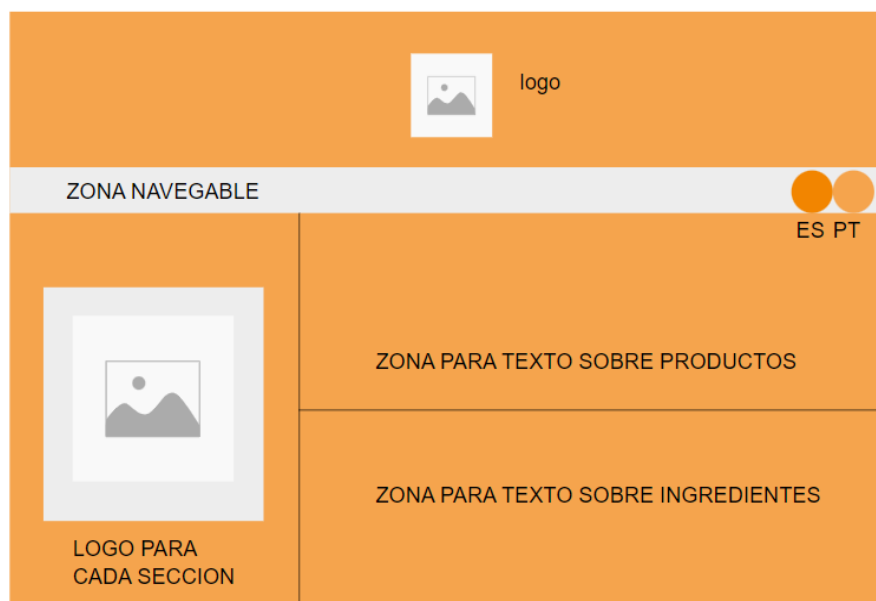 logo
ZONA NAVEGABLE
ES PT
ZONA PARA TEXTO SOBRE PRODUCTOS
ZONA PARA TEXTO SOBRE INGREDIENTES
LOGO PARA
CADA SECCION